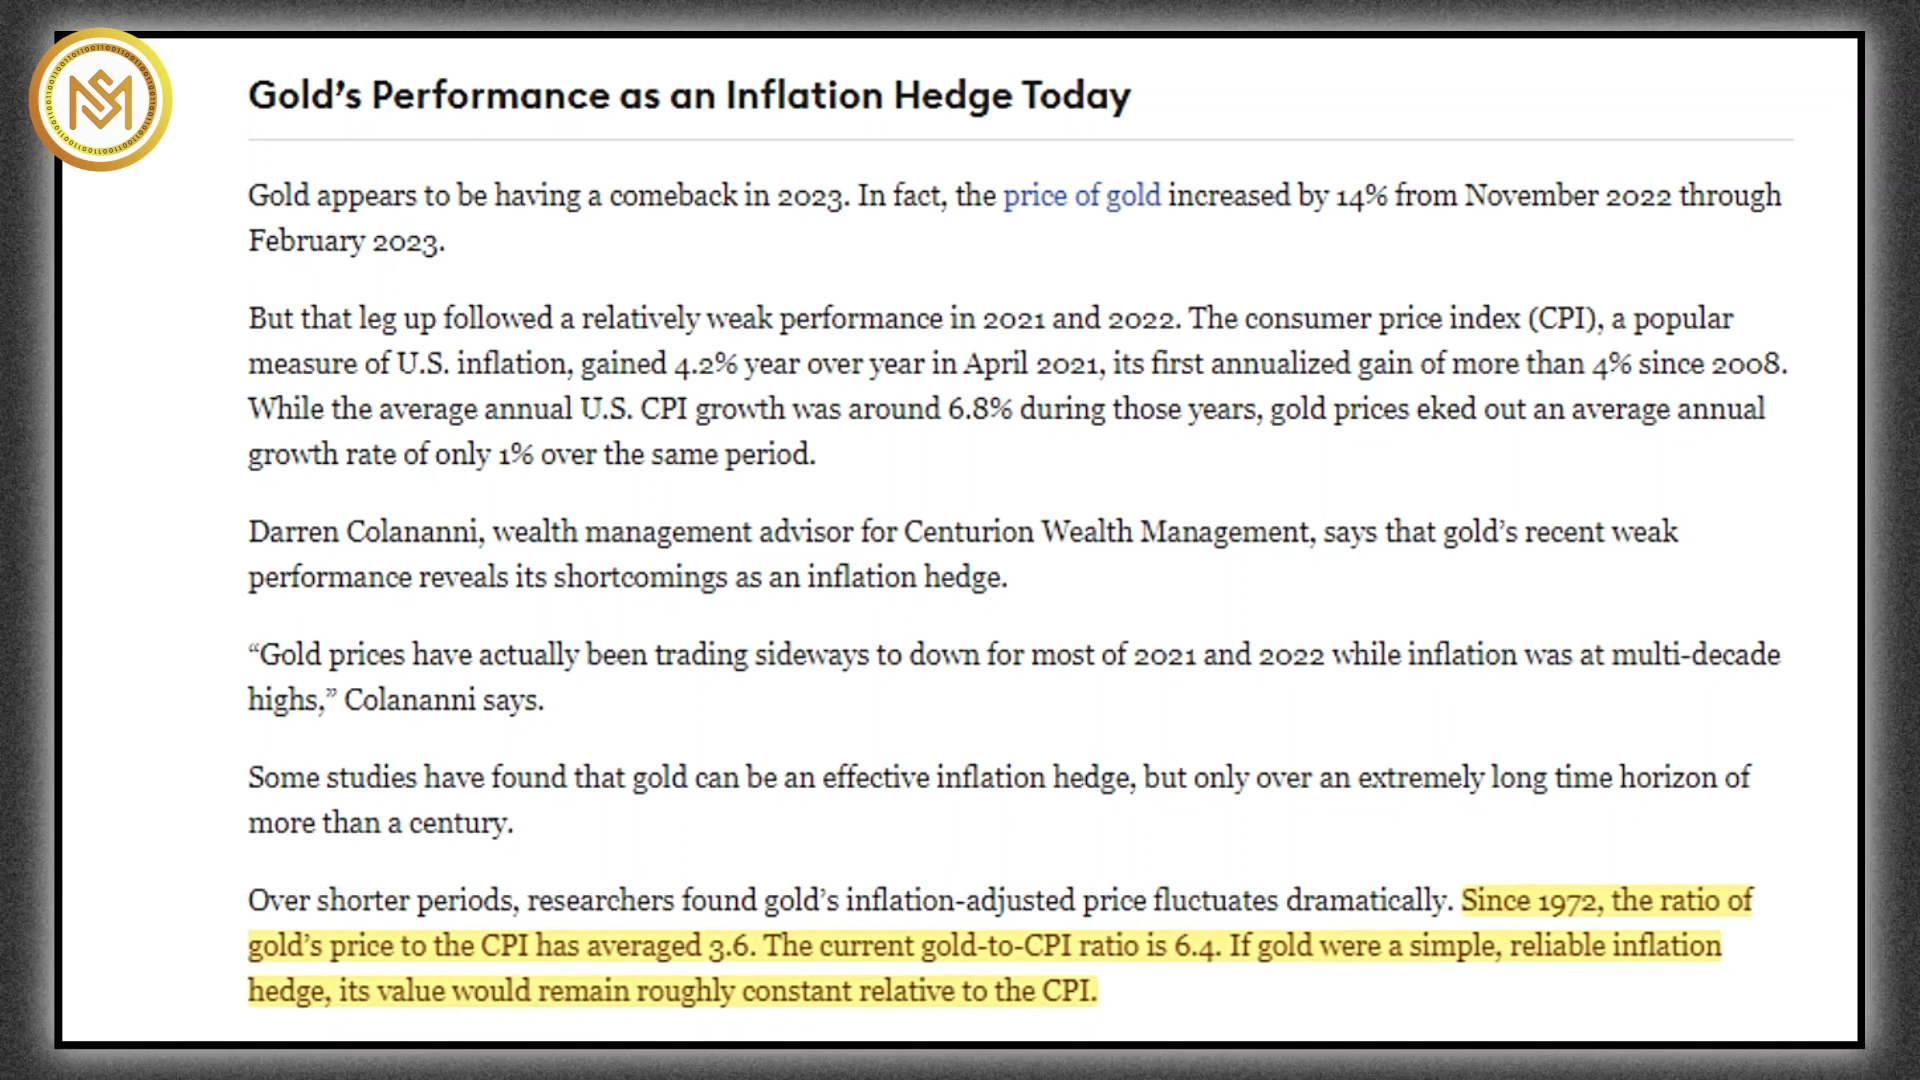 Gold’s Performance as an Inflation Hedge Today
Gold appears to be having a comeback in 2023. In fact, the price of gold increased by 14% from November 2022 through
February 2023.
But that leg up followed a relatively weak performance in 2021 and 2022. The consumer price index (CPI), a popular
measure of U.S. inflation, gained 4.2% year over year in April 2021, its first annualized gain of more than 4% since 2008.
While the average annual U.S. CPI growth was around 6.8% during those years, gold prices eked out an average annual
growth rate of only 1% over the same period.
Darren Colananni, wealth management advisor for Centurion Wealth Management, says that gold’s recent weak
performance reveals its shortcomings as an inflation hedge.
“Gold prices have actually been trading sideways to down for most of 2021 and 2022 while inflation was at multi-decade
highs,” Colananni says.
Some studies have found that gold can be an effective inflation hedge, but only over an extremely long time horizon of
more than a century.
Over shorter periods, researchers found gold’s inflation-adjusted price fluctuates dramatically. Since 1972, the ratio of
gold’s price to the CPI has averaged 3.6. The current gold-to-CPI ratio is 6.4. If gold were a simple, reliable inflation
hedge, its value would remain roughly constant relative to the CPI.